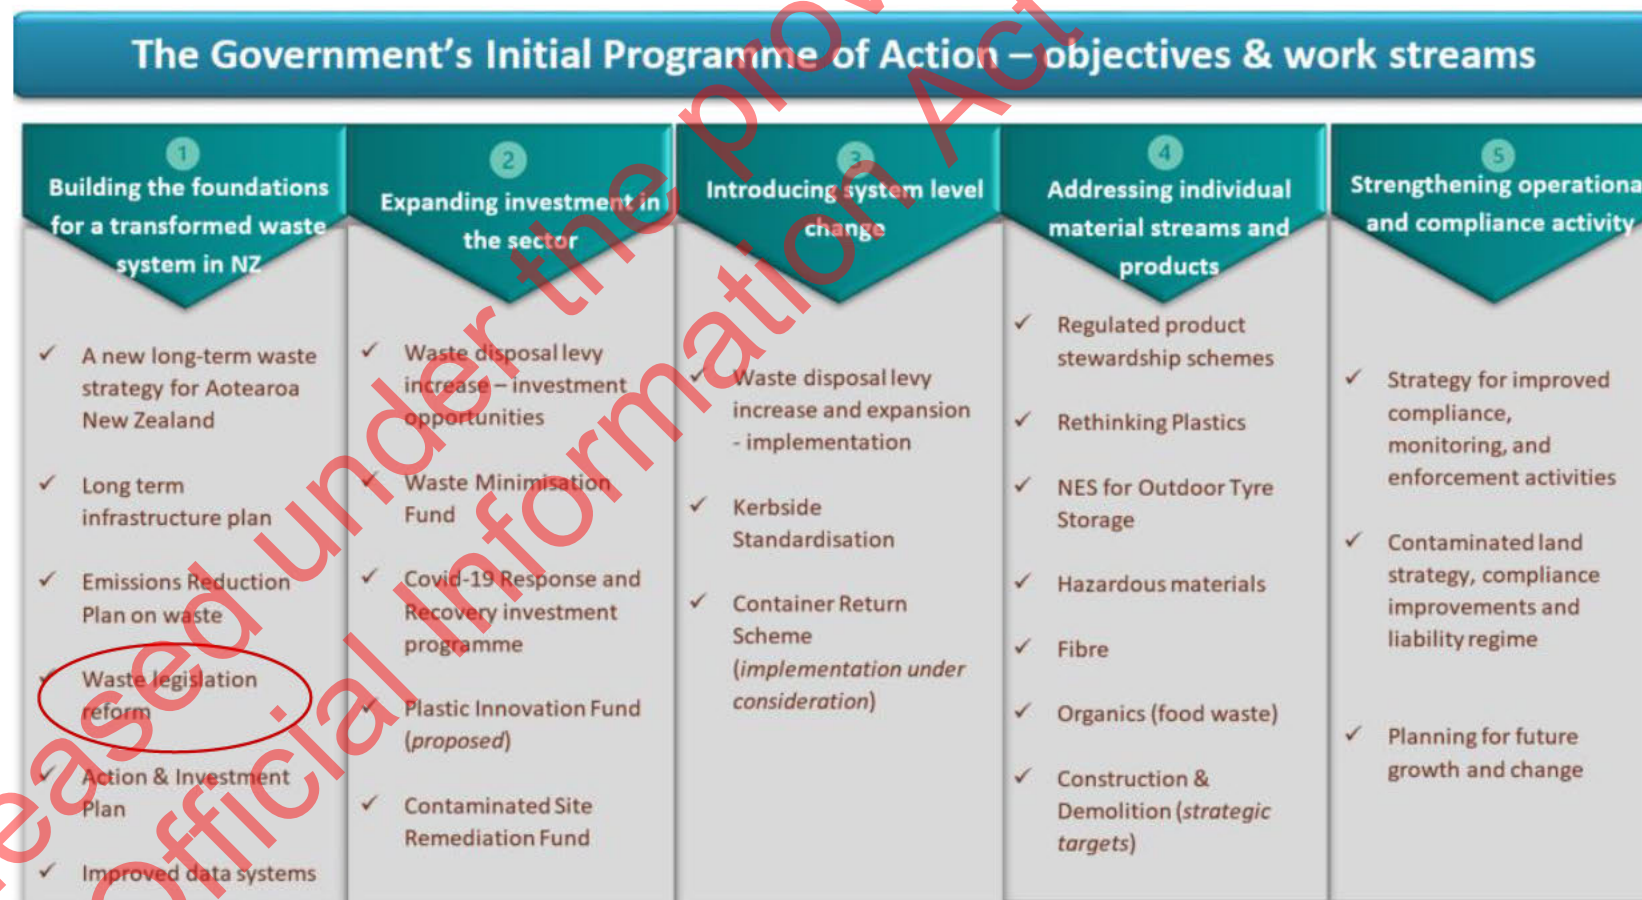 The Government's Initial Programme of Action – objectives & work streams
1
Building the foundations
for a transformed waste
system in NZ
✓ A new long-term waste
strategy for Aotearoa
New Zealand
✓ Long term
infrastructure plan
✓ Emissions Reduction
Plan on waste
✓ Waste legislation
reform
✓ Action & Investment
Plan
✓ Improved data systems
2
Expanding investment in
the sector
✓ Waste disposal levy
increase – investment
opportunities
✓ Waste Minimisation
Fund
✓ Covid-19 Response and
Recovery investment
programme
✓ Plastic Innovation Fund
(proposed)
✓ Contaminated Site
Remediation Fund
3
Introducing system level
change
✓ Waste disposal levy
increase and expansion
- implementation
✓ Kerbside
Standardisation
✓ Container Return
Scheme
(implementation under
consideration)
4
Addressing individual
material streams and
products
✓ Regulated product
stewardship schemes
✓ Rethinking Plastics
✓ NES for Outdoor Tyre
Storage
✓ Hazardous materials
✓ Fibre
✓ Organics (food waste)
✓ Construction &
Demolition (strategic
targets)
5
Strengthening operationa
and compliance activity
✓ Strategy for improved
compliance,
monitoring, and
enforcement activities
✓ Contaminated land
strategy, compliance
improvements and
liability regime
✓ Planning for future
growth and change
eased under the prov
Official Information Act